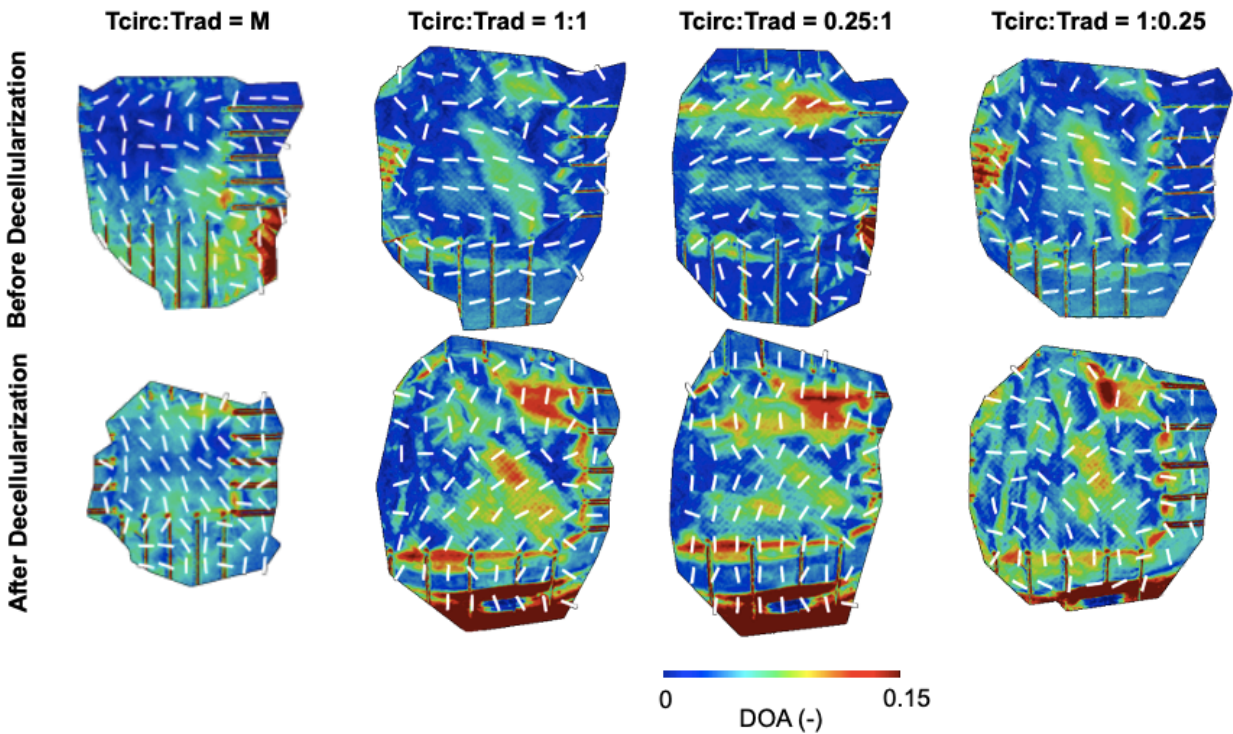 Tcirc:Trad = M
Tcirc:Trad = 1:1
Tcirc:Trad = 0.25:1
Tcirc:Trad = 1:0.25
Before Decellularization
After Decellularization
0
0.15
DOA (-)